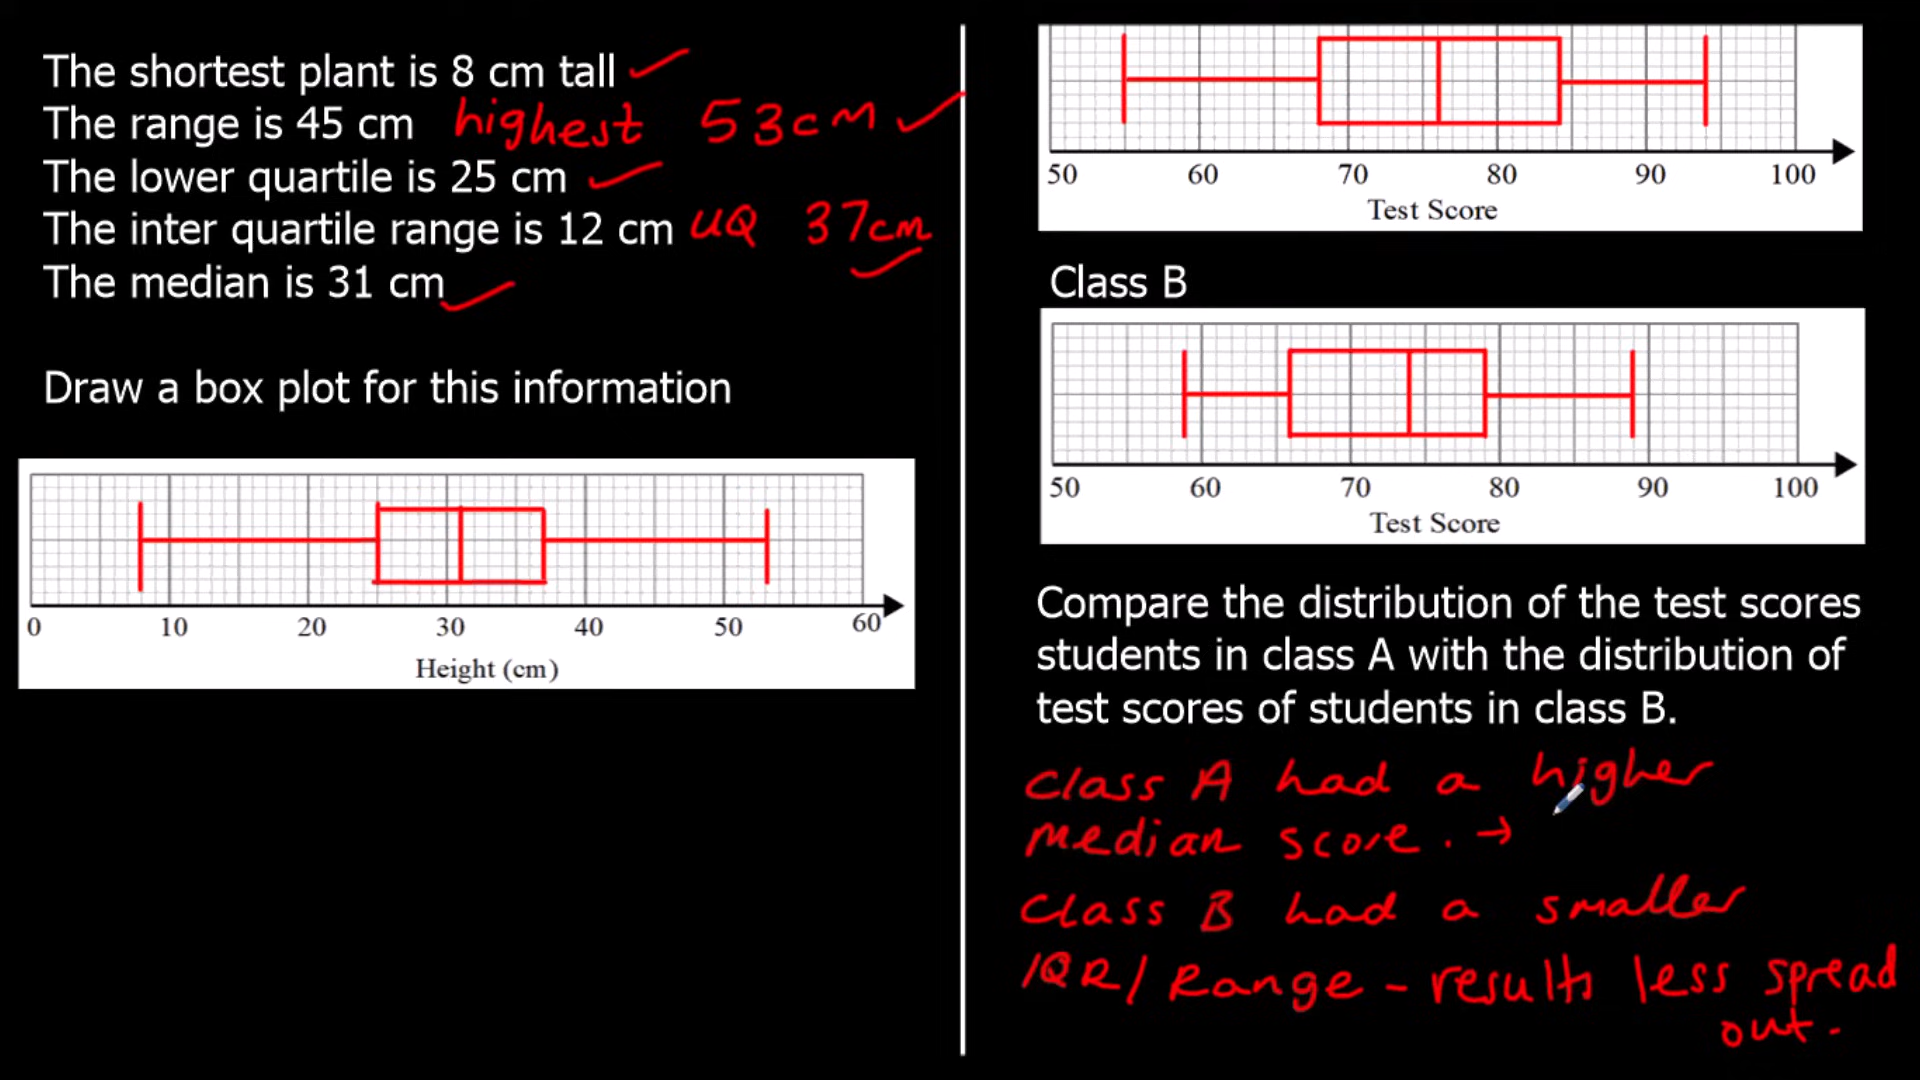 The shortest plant is 8 cm tall
The range is 45 cm highest 53cm
The lower quartile is 25 cm
The inter quartile range is 12 cm UQ 37cm
The median is 31 cm
Draw a box plot for this information
0 10 20 30 40 50 60
Height (cm)
50 60 70 80 90 100
Test Score
Class B
50 60 70 80 90 100
Test Score
Compare the distribution of the test scores
students in class A with the distribution of
test scores of students in class B.
Class A had a higher
median score. →
Class B had a smaller
IQR/Range - results less spread
out.